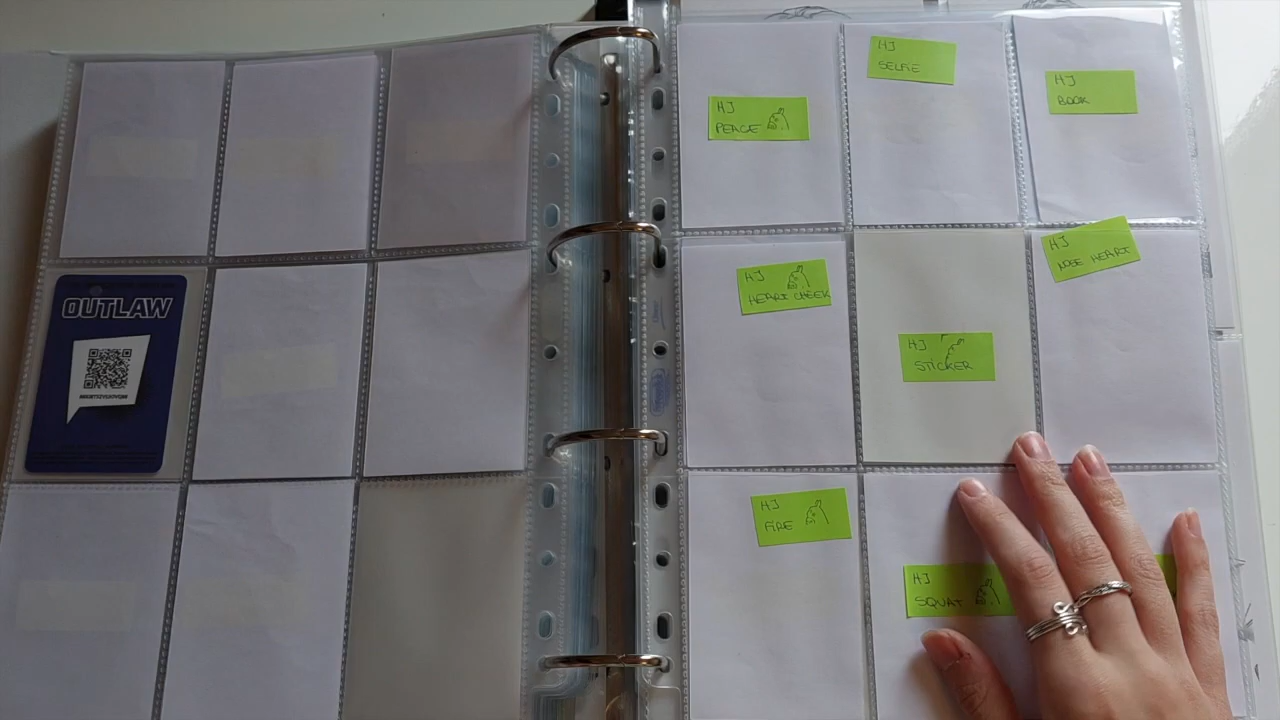 OUTLAW
HJ
PEACE
HJ
SELFIE
HJ
BOOK
HJ
HEART CHEEK
HJ
STICKER
HJ
NOSE HEART
HJ
FIRE
HJ
SQUAT